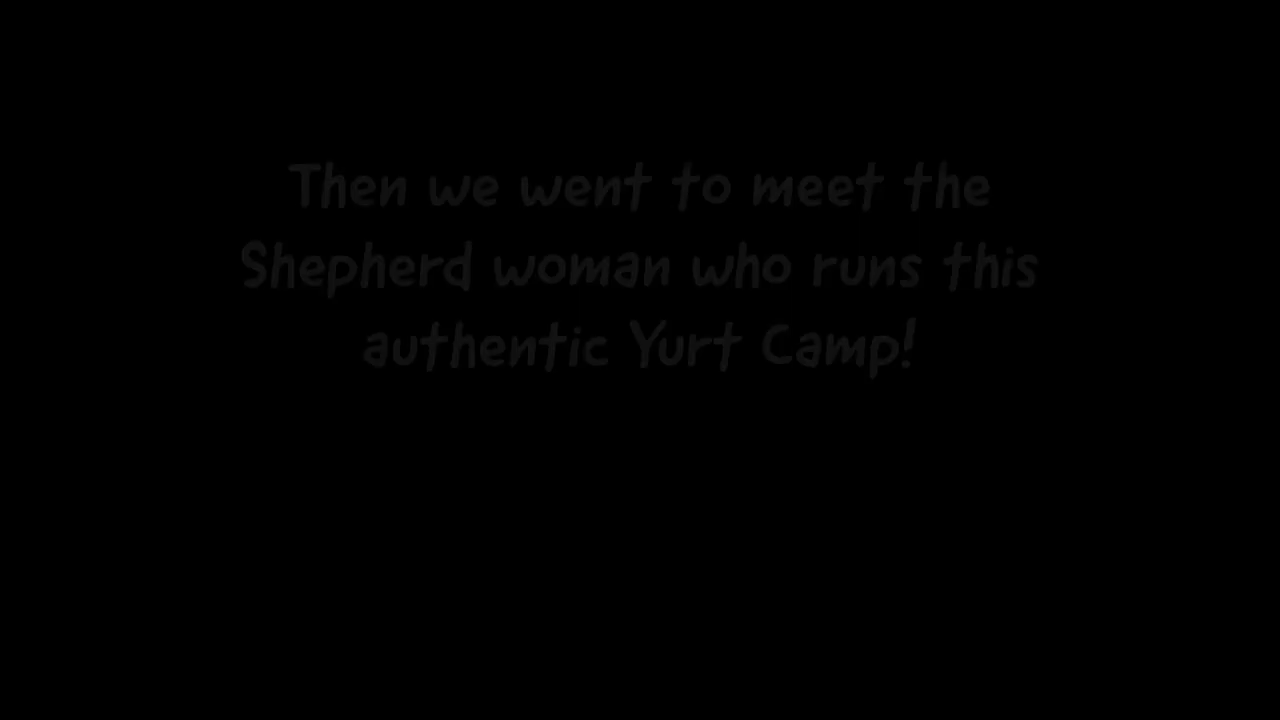 Then we went to meet the
Shepherd woman who runs this
authentic Yurt Camp!